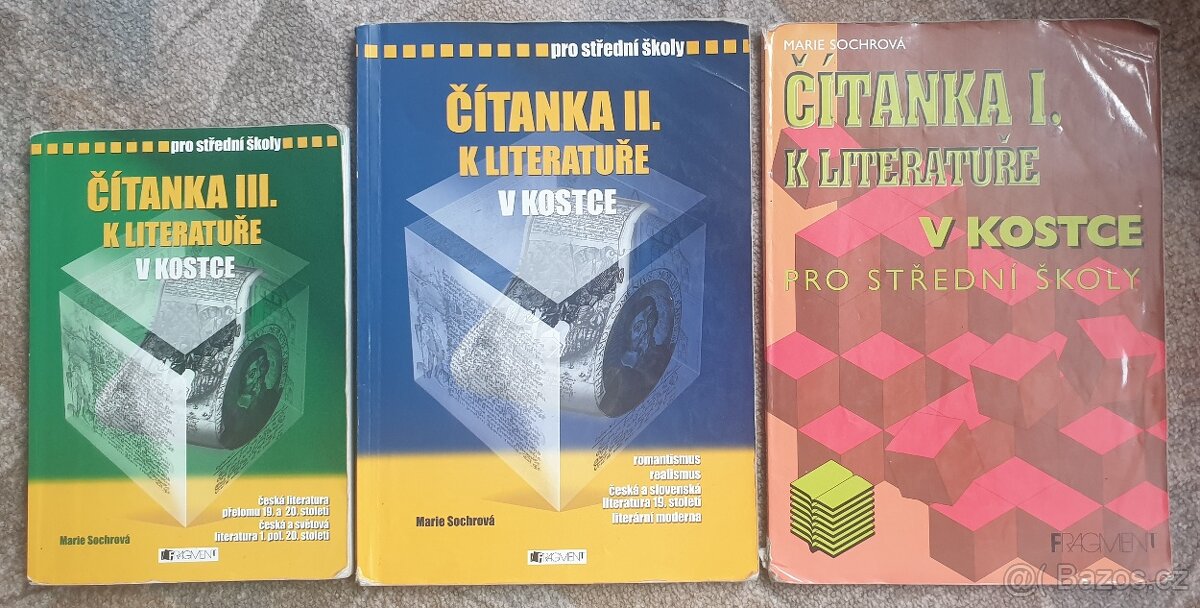 pro střední školy
ČÍTANKA III.
K LITERATUŘE
V KOSTCE
česká literatura
přelomu 19. a 20. století
česká a světová
literatura 1. pol. 20. století
Marie Sochrová
FRAGMENT
pro střední školy
ČÍTANKA II.
K LITERATUŘE
V KOSTCE
romantismus
realismus
česká a slovenská
literatura 19. století
literární moderna
Marie Sochrová
FRAGMENT
MARIE SOCHROVÁ
ČÍTANKA I.
K LITERATUŘE
V KOSTCE
PRO STŘEDNÍ ŠKOLY
FRAGMENT
Bazos.cz